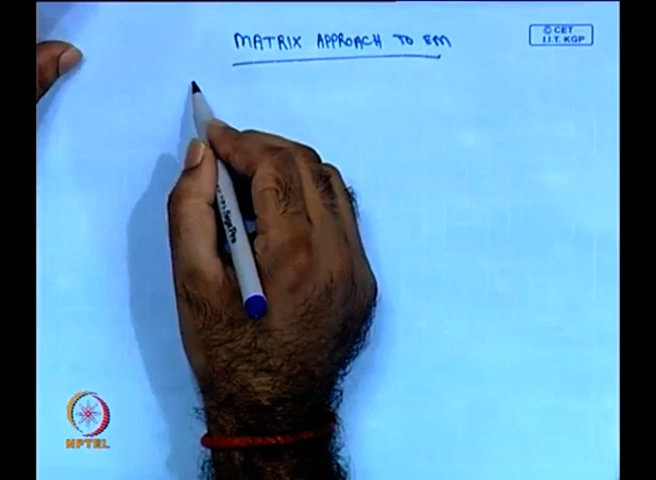 MATRIX APPROACH TO EM
© CET
I.I.T. KGP
NPTEL